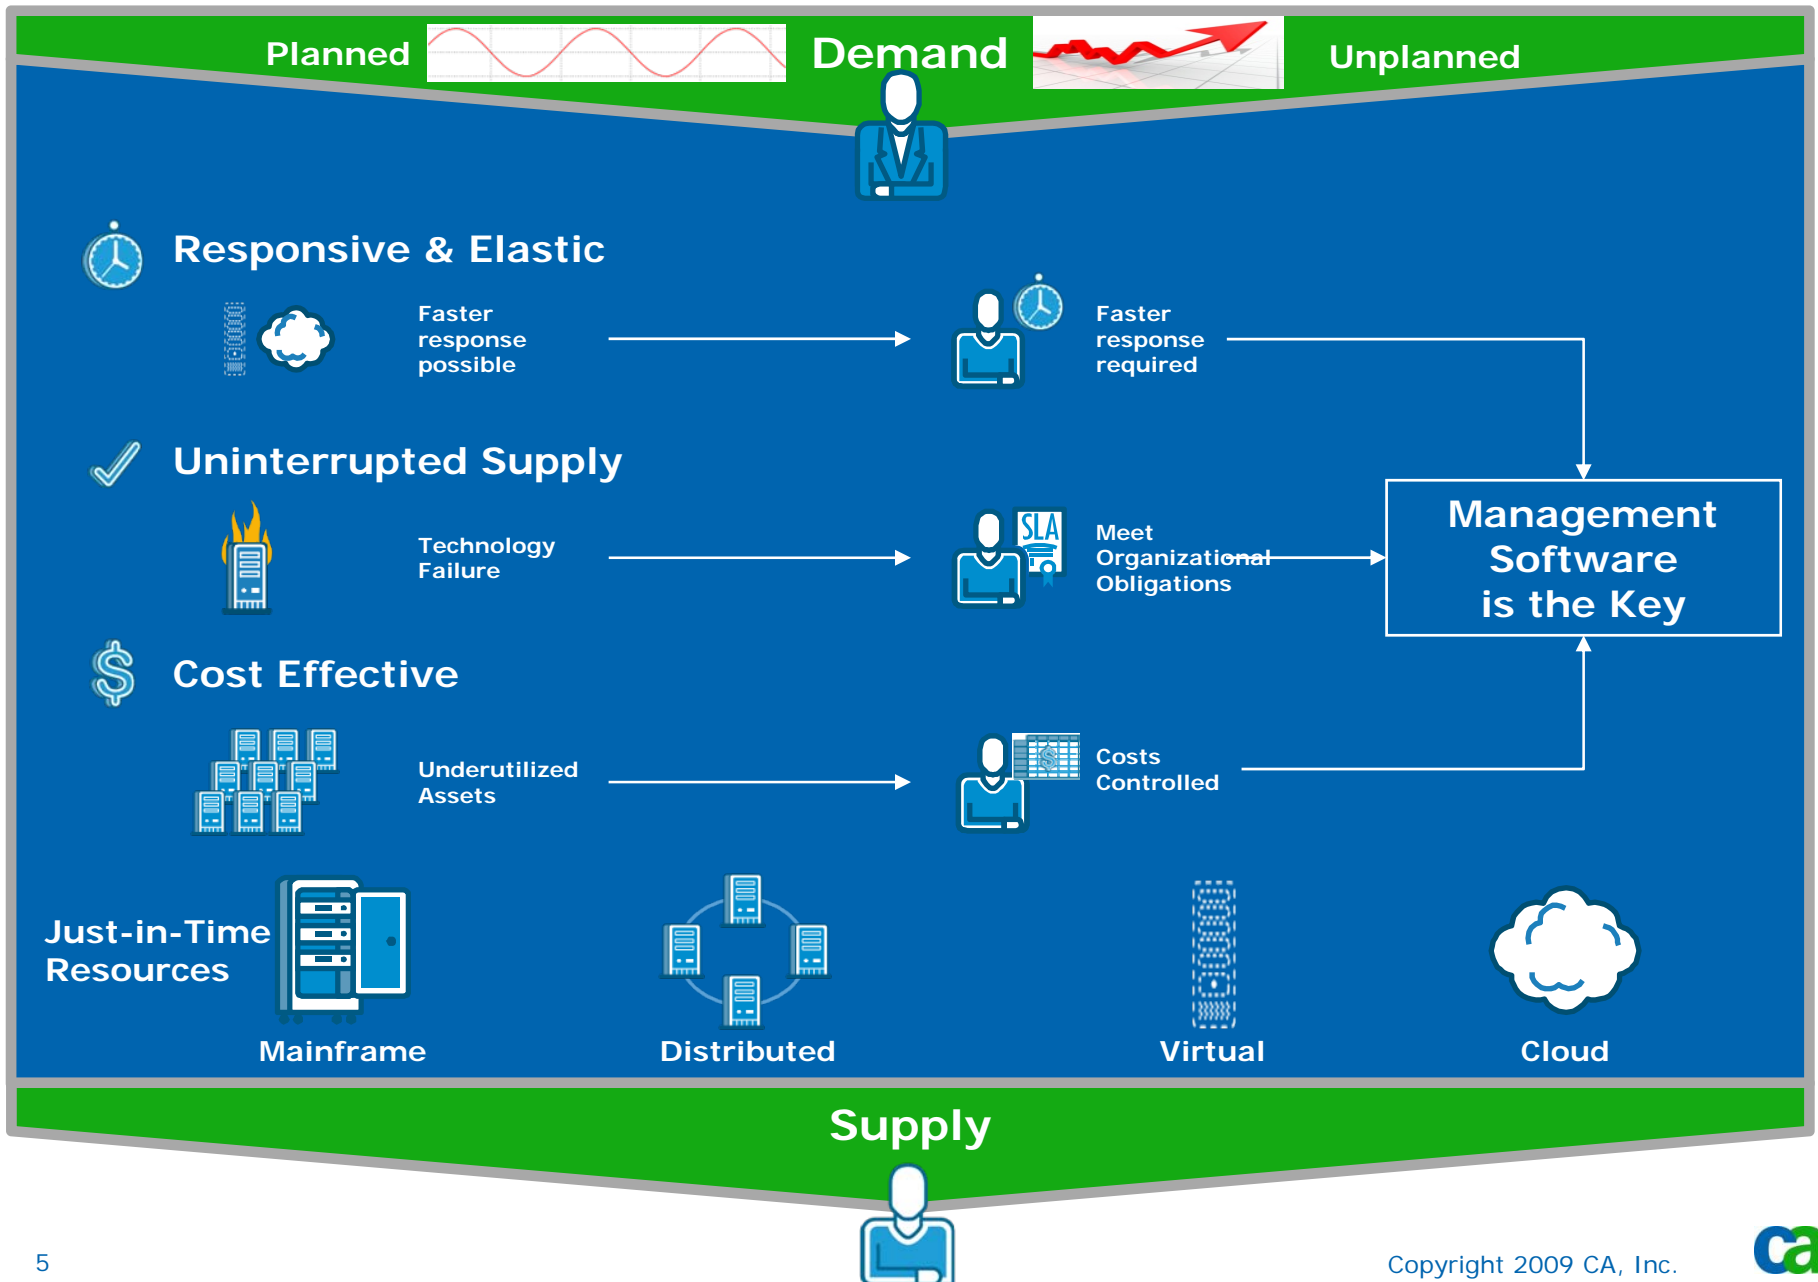 Planned
Demand
Unplanned
Responsive & Elastic
Faster
response
possible
Faster
response
required
Uninterrupted Supply
Technology
Failure
SLA
Meet
Organizational
Obligations
Management
Software
is the Key
Cost Effective
$
Underutilized
Assets
$
Costs
Controlled
Just-in-Time
Resources
Mainframe
Distributed
Virtual
Cloud
Supply
5
Copyright 2009 CA, Inc.
ca